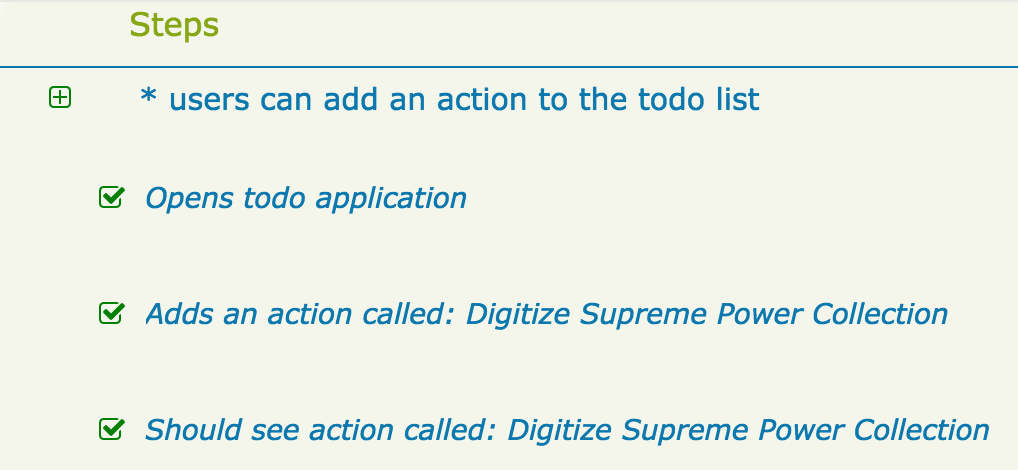 Steps
* users can add an action to the todo list
Opens todo application
Adds an action called: Digitize Supreme Power Collection
Should see action called: Digitize Supreme Power Collection